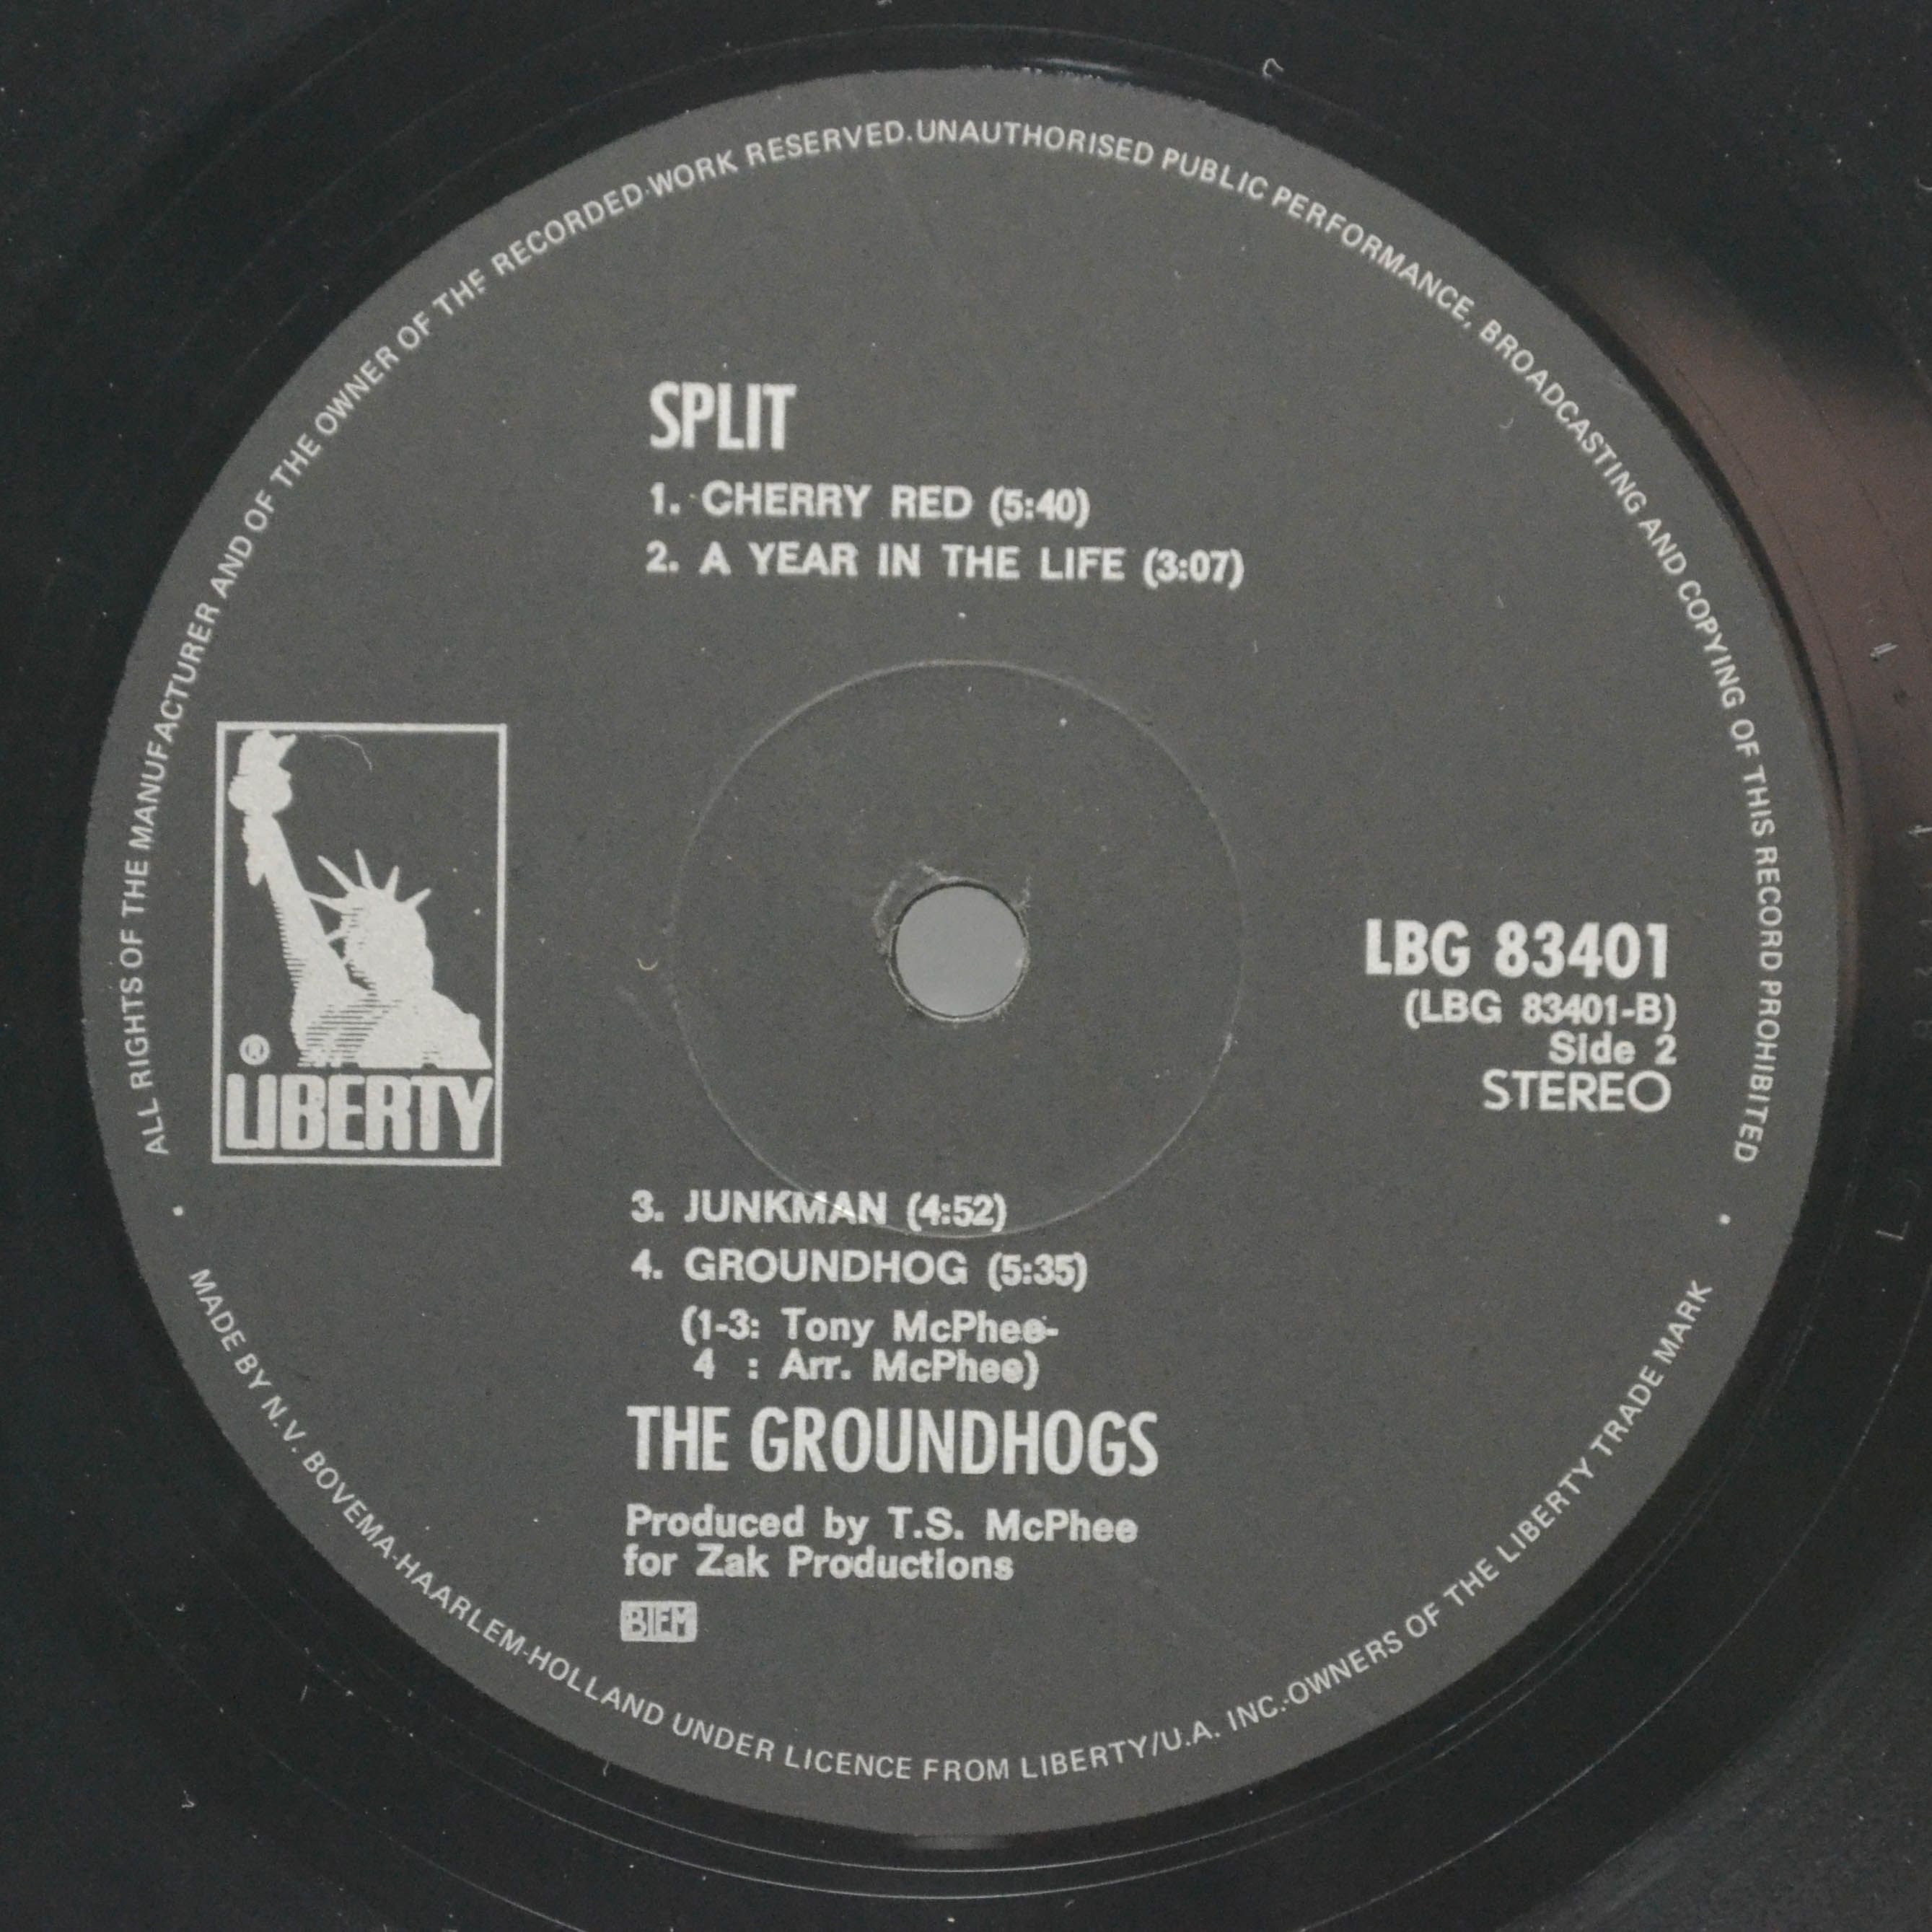 ALL RIGHTS OF THE MANUFACTURER AND OF THE OWNER OF THE RECORDED WORK RESERVED. UNAUTHORISED PUBLIC PERFORMANCE, BROADCASTING AND COPYING OF THIS RECORD PROHIBITED
SPLIT
1. CHERRY RED (5:40)
2. A YEAR IN THE LIFE (3:07)
® LIBERTY
LBG 83401
(LBG 83401-B)
Side 2
STEREO
3. JUNKMAN (4:52)
4. GROUNDHOG (5:35)
(1-3: Tony McPhee-
4 : Arr. McPhee)
THE GROUNDHOGS
Produced by T.S. McPhee
for Zak Productions
BIEM
MADE BY N.V. BOVEMA-HAARLEM-HOLLAND UNDER LICENCE FROM LIBERTY/U.A. INC.-OWNERS OF THE LIBERTY TRADE MARK